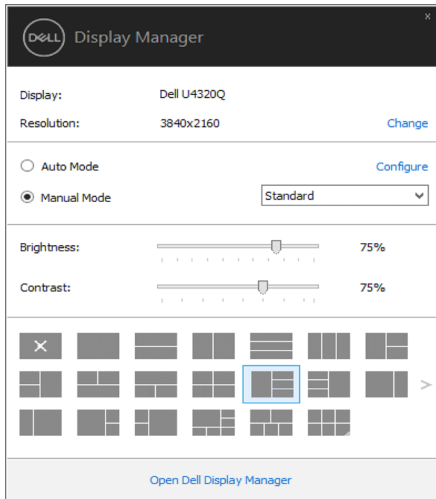 x
DELL Display Manager
Display: Dell U4320Q
Resolution: 3840x2160 Change
Auto Mode Configure
Manual Mode Standard
Brightness: 75%
Contrast: 75%
Open Dell Display Manager